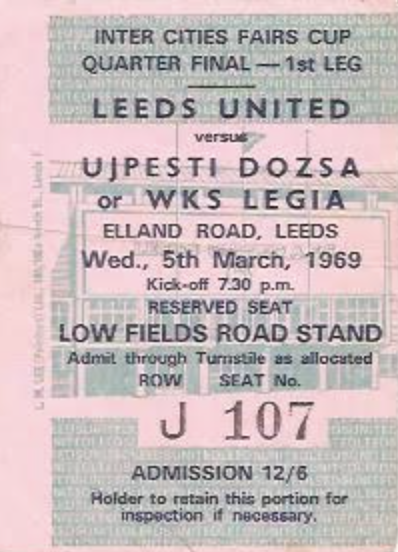 INTER CITIES FAIRS CUP
QUARTER FINAL — 1st LEG
LEEDS UNITED
versus
UJPESTI DOZSA
or WKS LEGIA
ELLAND ROAD, LEEDS
Wed., 5th March, 1969
Kick-off 7.30 p.m.
RESERVED SEAT
LOW FIELDS ROAD STAND
Admit through Turnstile as allocated
ROW SEAT No.
J 107
ADMISSION 12/6
Holder to retain this portion for
inspection if necessary.